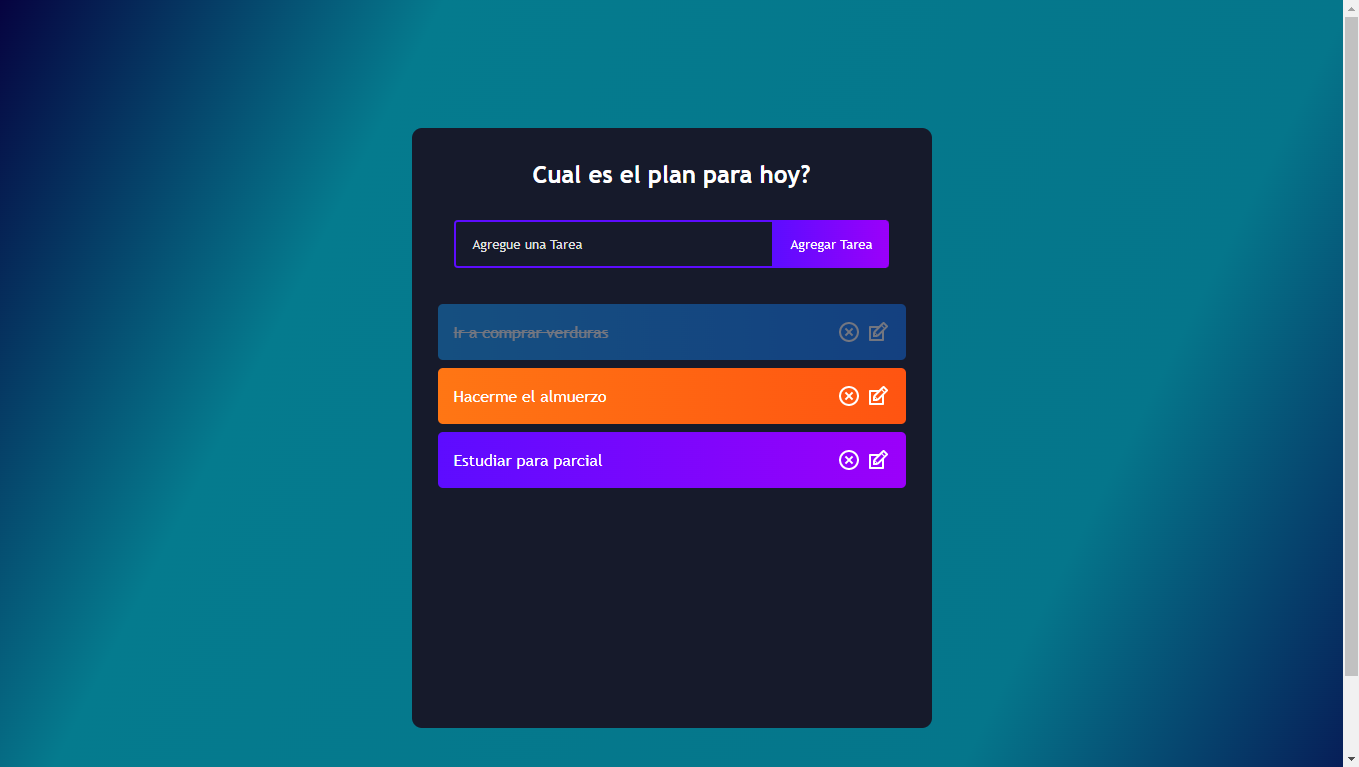 Cual es el plan para hoy?
Agregue una Tarea
Agregar Tarea
Ir a comprar verduras
Hacerme el almuerzo
Estudiar para parcial